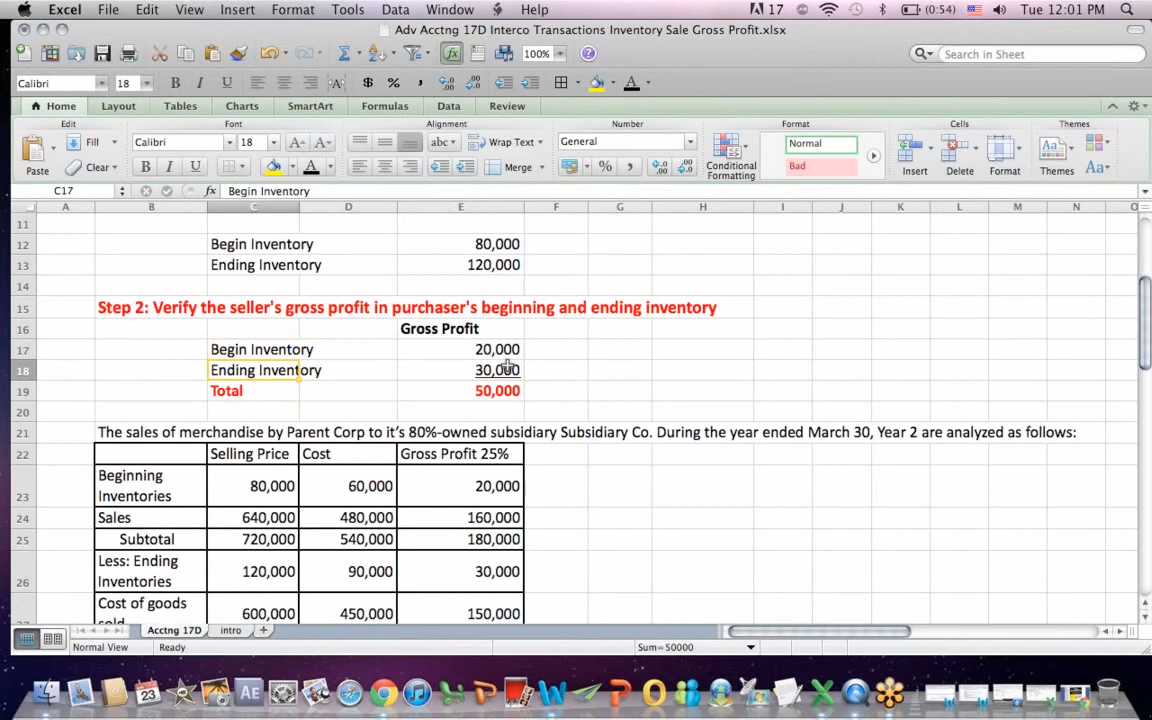 Excel File Edit View Insert Format Tools Data Window Help 17 (0:54) Tue 12:01 PM
Adv Acctng 17D Interco Transactions Inventory Sale Gross Profit.xlsx
100% Search in Sheet
Calibri 18 B I U A $ % , A
Home Layout Tables Charts SmartArt Formulas Data Review
Edit Font Alignment Number Format Cells Themes
Fill Calibri 18 A A abc Wrap Text General Normal Aa
Paste Clear B I U A Merge % , Conditional Formatting Bad Insert Delete Format Themes Aa
C17 fx Begin Inventory
A B C D E F G H I J K L M N O
11
12 Begin Inventory 80,000
13 Ending Inventory 120,000
14
15 Step 2: Verify the seller's gross profit in purchaser's beginning and ending inventory
16 Gross Profit
17 Begin Inventory 20,000
18 Ending Inventory 30,000
19 Total 50,000
20
21 The sales of merchandise by Parent Corp to it's 80%-owned subsidiary Subsidiary Co. During the year ended March 30, Year 2 are analyzed as follows:
22 Selling Price Cost Gross Profit 25%
Beginning
23 Inventories 80,000 60,000 20,000
24 Sales 640,000 480,000 160,000
25 Subtotal 720,000 540,000 180,000
Less: Ending
26 Inventories 120,000 90,000 30,000
Cost of goods
sold 600,000 450,000 150,000
Acctng 17D intro
Normal View Ready Sum=50000
23 AE